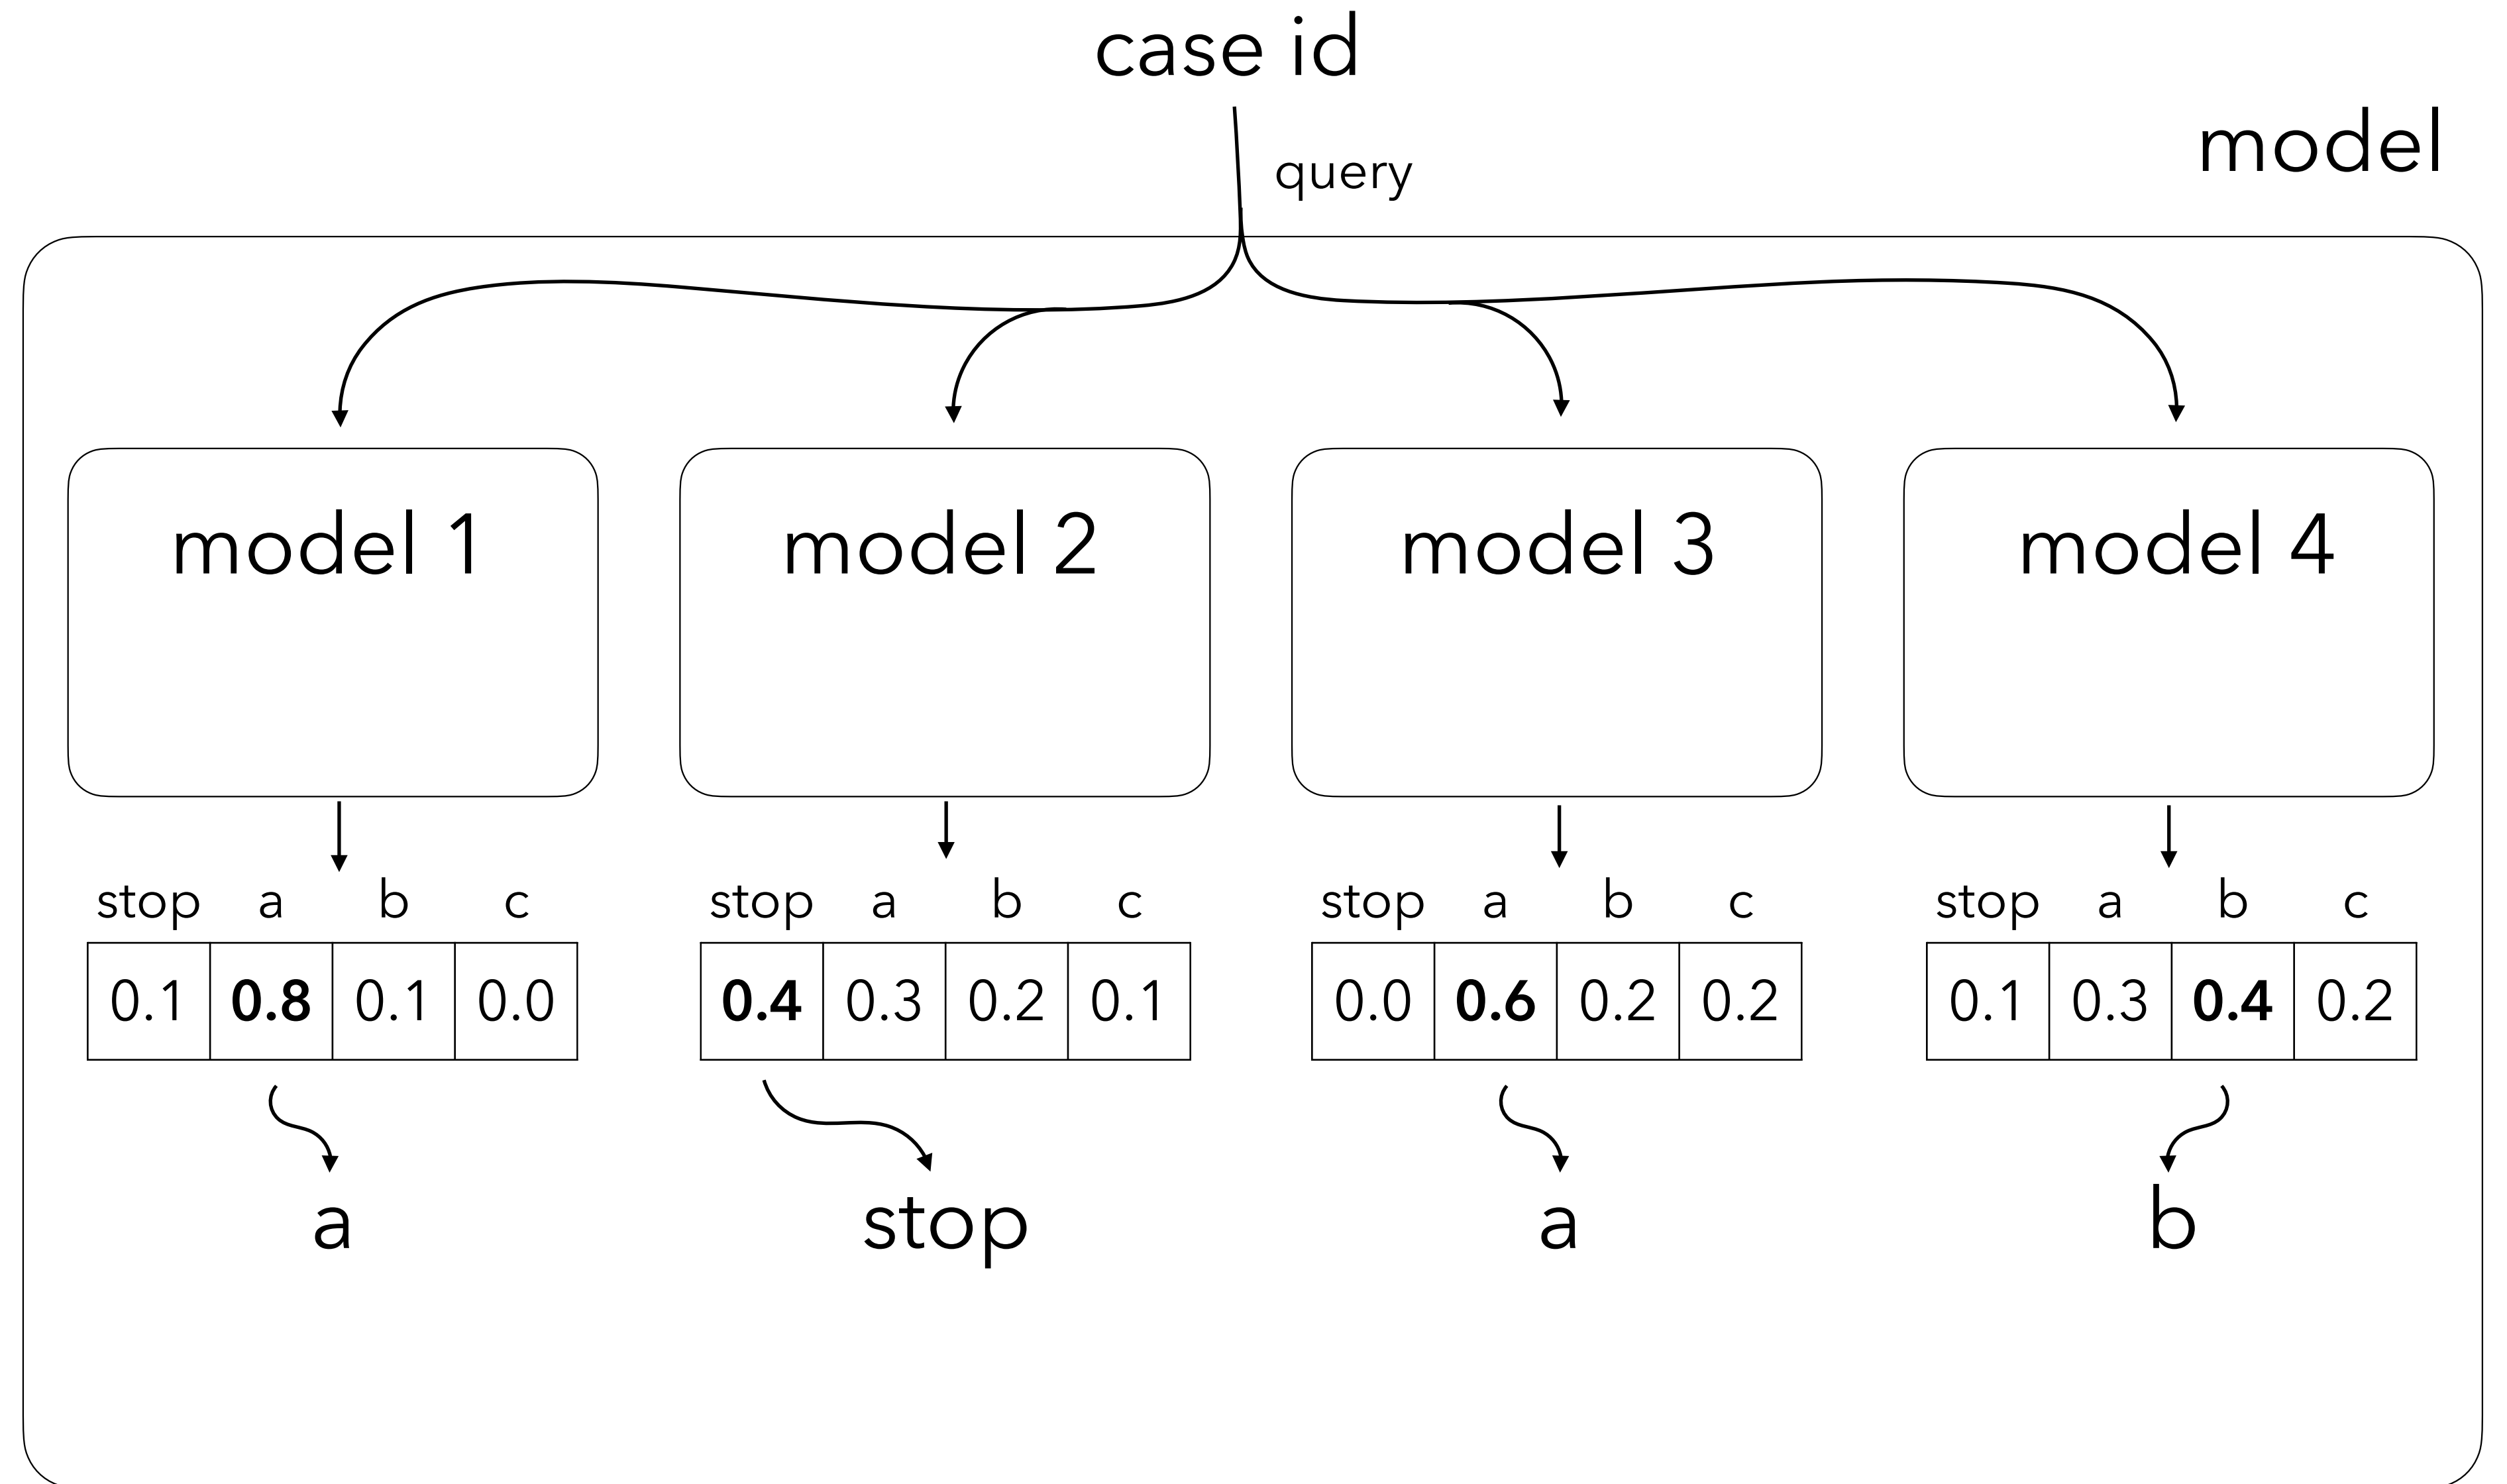 case id
model
query
model 1 model 2 model 3 model 4
stop a b c stop a b c stop a b c stop a b c
0.1 0.8 0.1 0.0 0.4 0.3 0.2 0.1 0.0 0.6 0.2 0.2 0.1 0.3 0.4 0.2
a stop a b